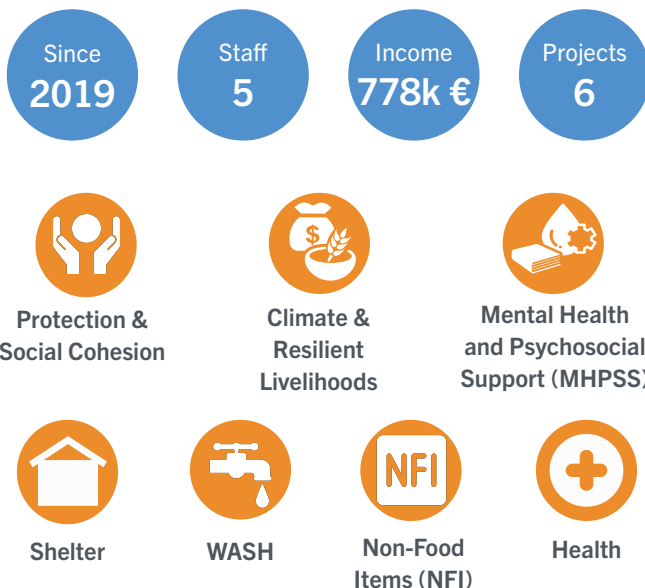 Since
2019
Staff
5
Income
778k €
Projects
6
$
Protection &
Social Cohesion
Climate &
Resilient
Livelihoods
Mental Health
and Psychosocial
Support (MHPSS)
NFI
Shelter
WASH
Non-Food
Items (NFI)
Health